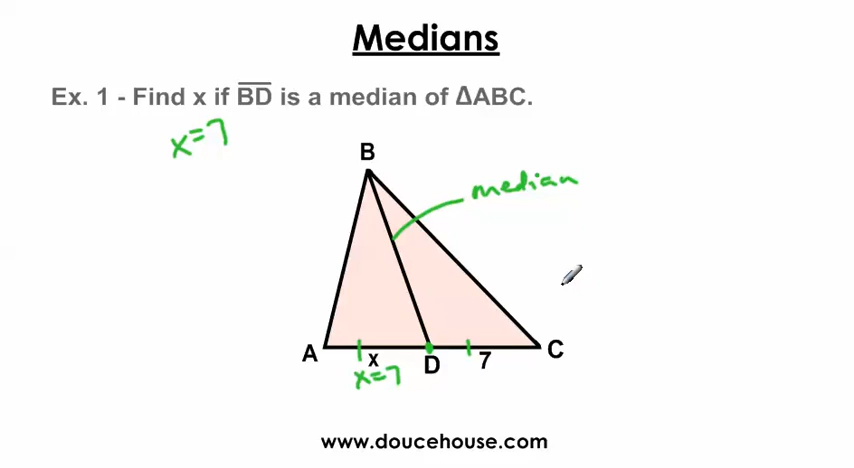 Medians
Ex. 1 - Find x if BD is a median of ΔABC.
x=7
B
median
A
x
D
7
C
x=7
www.doucehouse.com